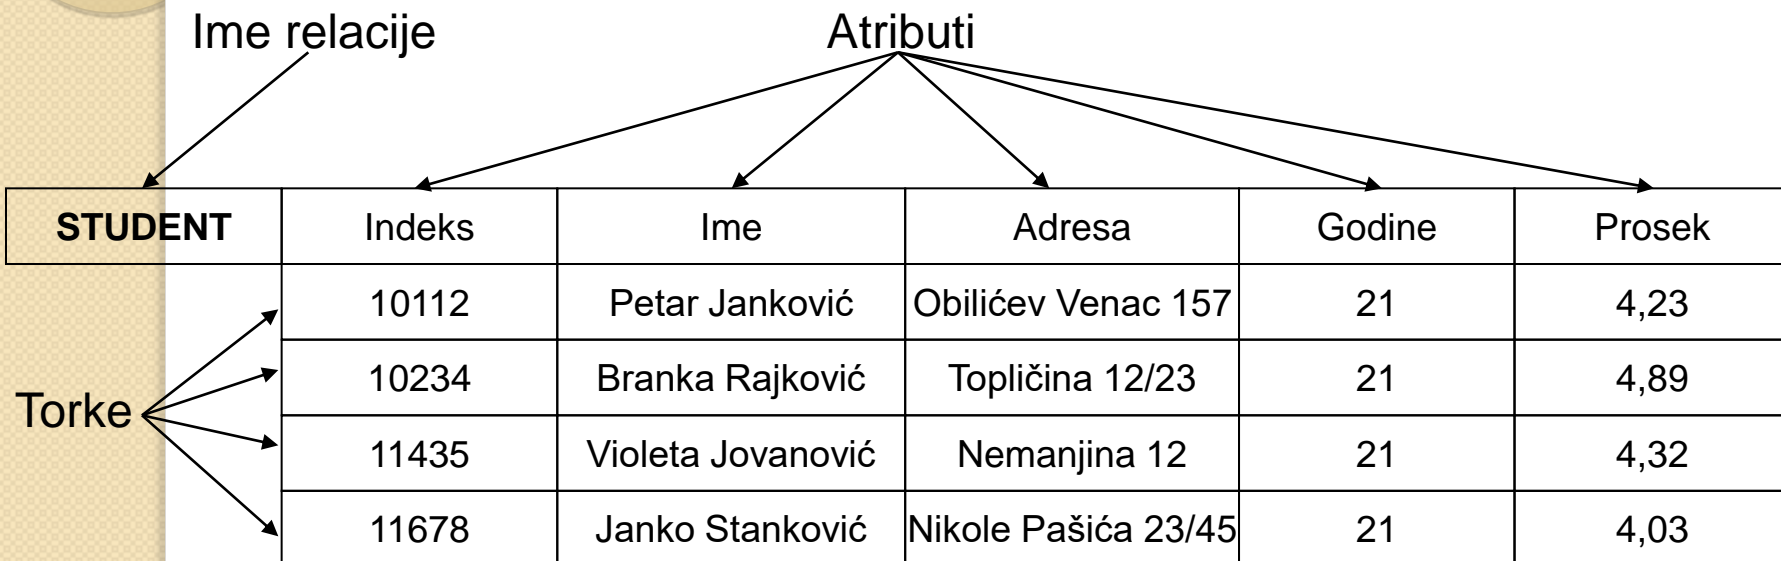 Ime relacije Atributi
STUDENT Indeks Ime Adresa Godine Prosek
10112 Petar Janković Obilićev Venac 157 21 4,23
10234 Branka Rajković Topličina 12/23 21 4,89
Torke
11435 Violeta Jovanović Nemanjina 12 21 4,32
11678 Janko Stanković Nikole Pašića 23/45 21 4,03